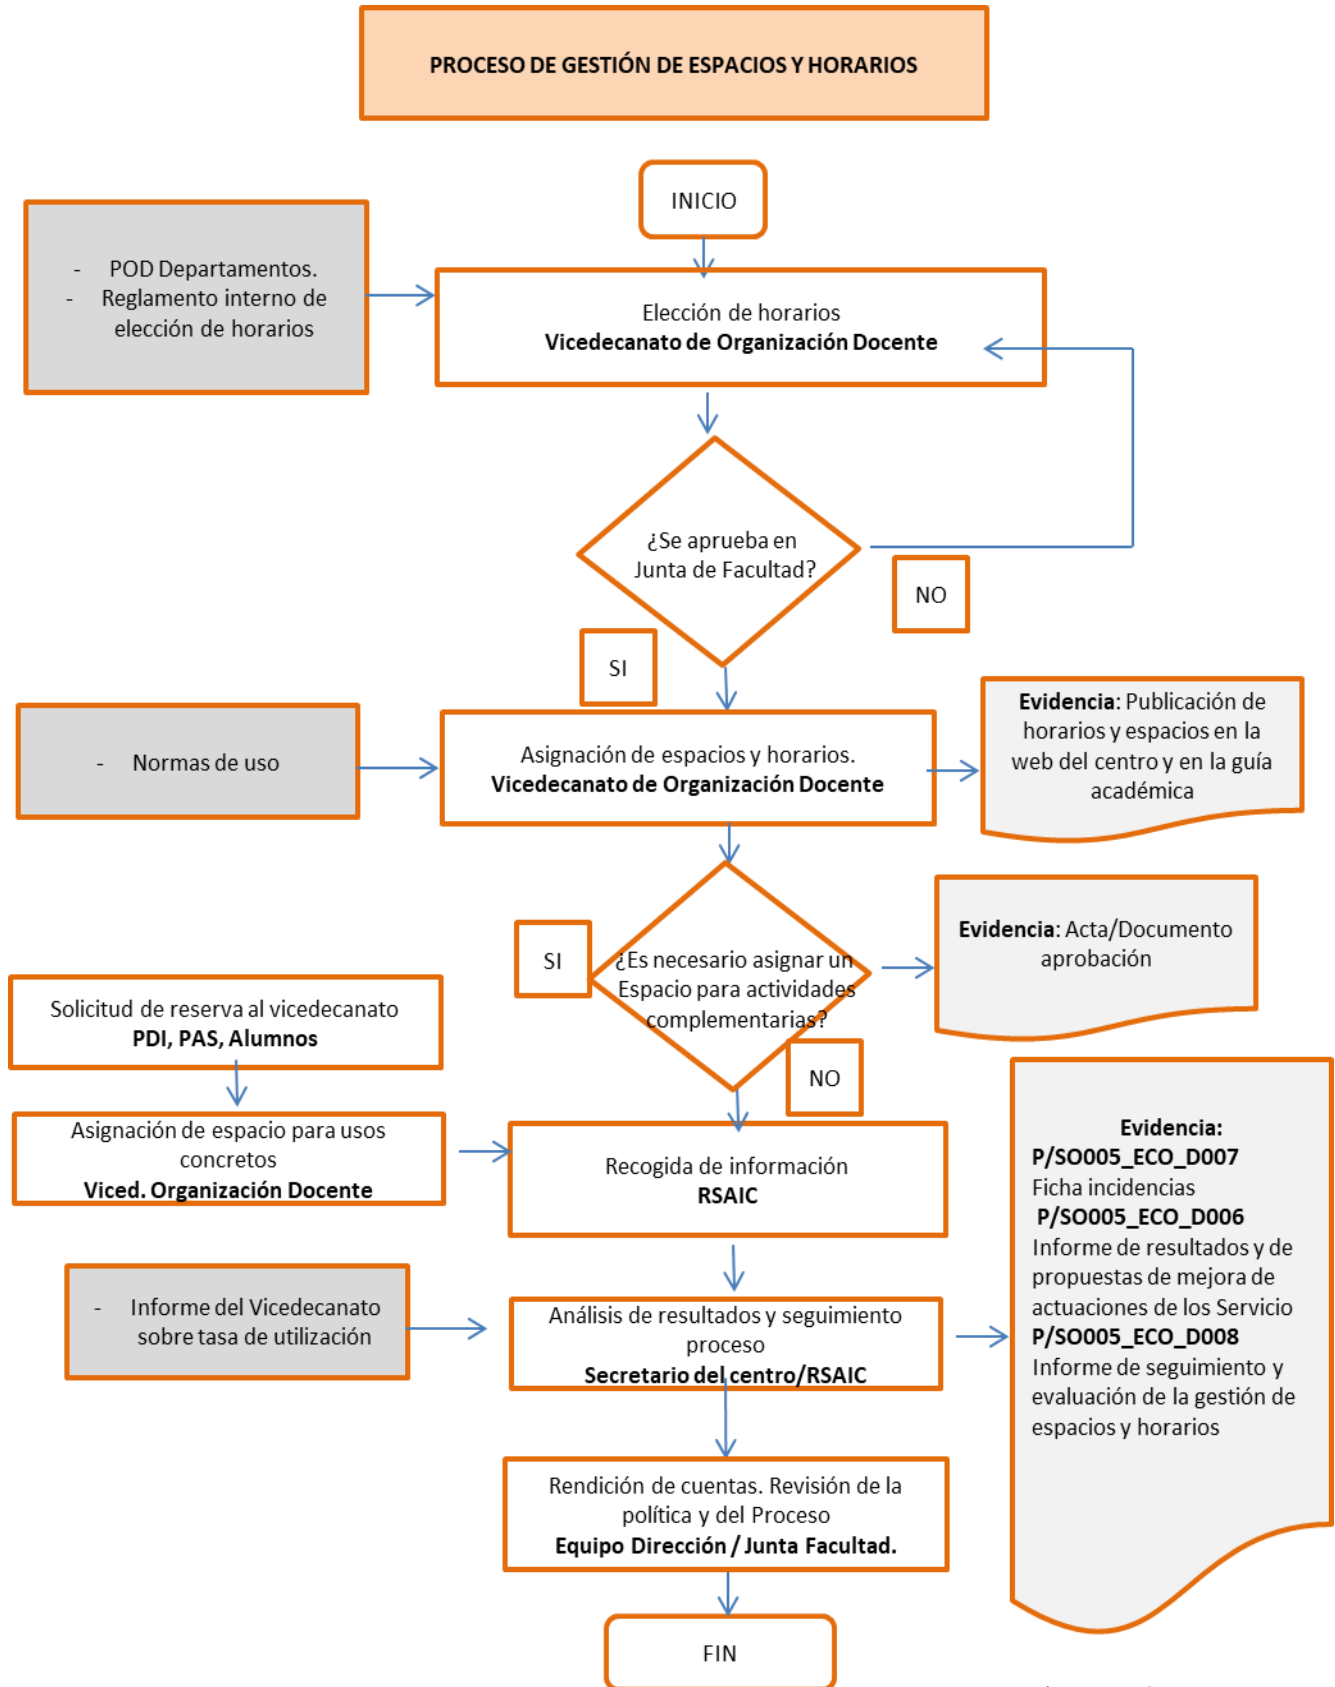 PROCESO DE GESTIÓN DE ESPACIOS Y HORARIOS
INICIO
- POD Departamentos.
- Reglamento interno de
elección de horarios
Elección de horarios
Vicedecanato de Organización Docente
¿Se aprueba en
Junta de Facultad?
NO
SI
- Normas de uso
Asignación de espacios y horarios.
Vicedecanato de Organización Docente
Evidencia: Publicación de
horarios y espacios en la
web del centro y en la guía
académica
SI
¿Es necesario asignar un
Espacio para actividades
complementarias?
Evidencia: Acta/Documento
aprobación
NO
Solicitud de reserva al vicedecanato
PDI, PAS, Alumnos
Asignación de espacio para usos
concretos
Viced. Organización Docente
Recogida de información
RSAIC
Evidencia:
P/SO005_ECO_D007
Ficha incidencias
P/SO005_ECO_D006
Informe de resultados y de
propuestas de mejora de
actuaciones de los Servicio
P/SO005_ECO_D008
Informe de seguimiento y
evaluación de la gestión de
espacios y horarios
- Informe del Vicedecanato
sobre tasa de utilización
Análisis de resultados y seguimiento
proceso
Secretario del centro/RSAIC
Rendición de cuentas. Revisión de la
política y del Proceso
Equipo Dirección / Junta Facultad.
FIN